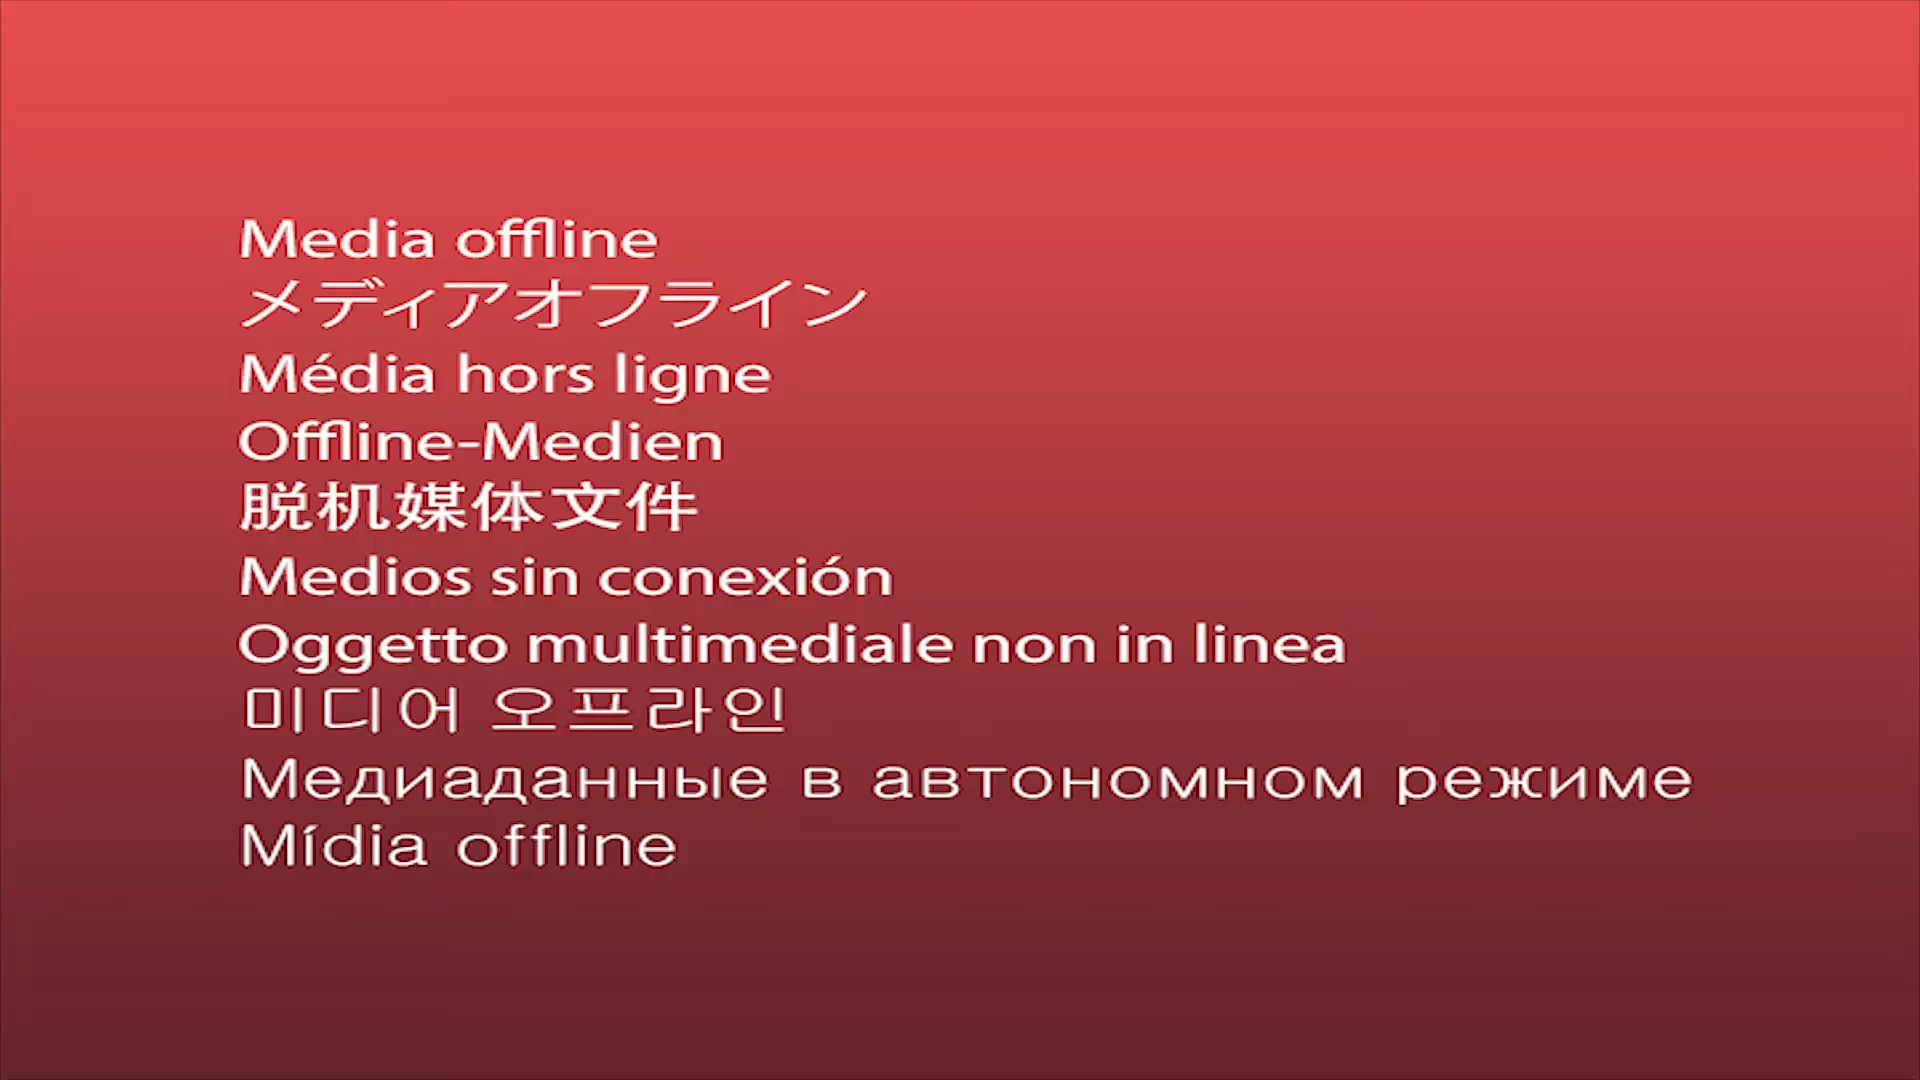 Media offline
メディアオフライン
Média hors ligne
Offline-Medien
脱机媒体文件
Medios sin conexión
Oggetto multimediale non in linea
미디어 오프라인
Медиаданные в автономном режиме
Mídia offline